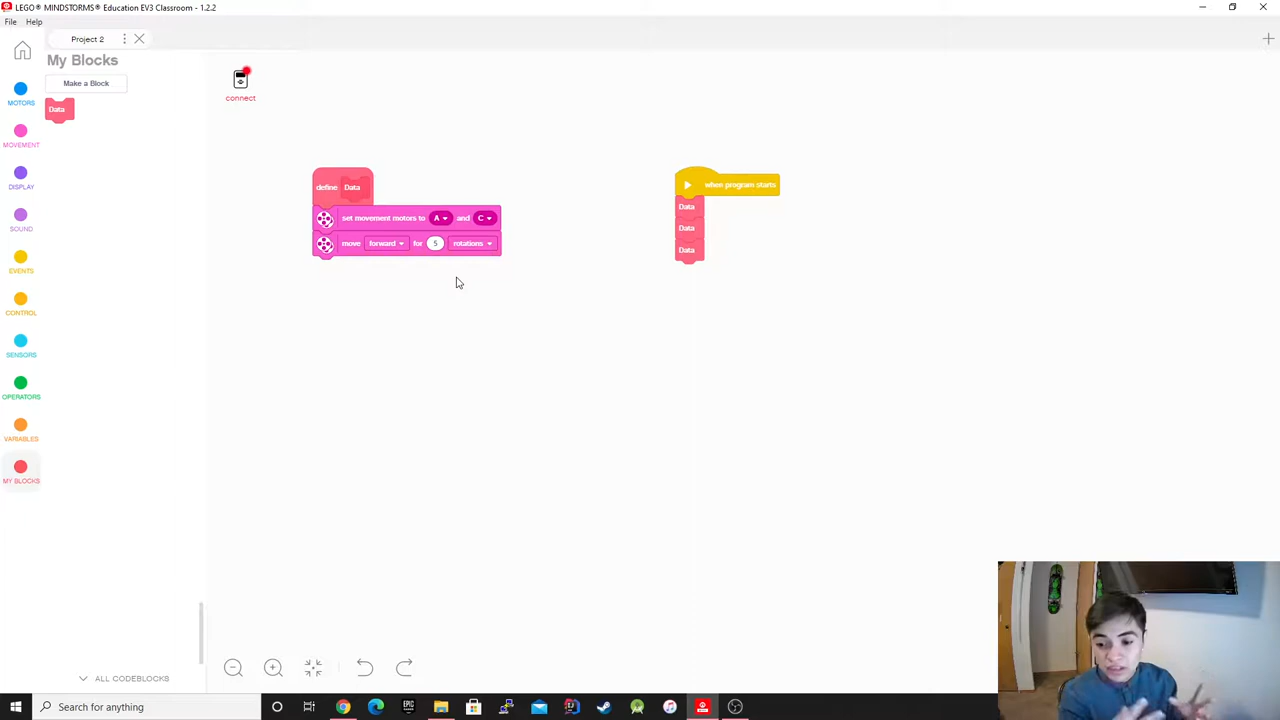 LEGO® MINDSTORMS® Education EV3 Classroom - 1.2.2
File Help
Project 2
My Blocks
Make a Block
Data
MOTORS
MOVEMENT
DISPLAY
SOUND
EVENTS
CONTROL
SENSORS
OPERATORS
VARIABLES
MY BLOCKS
connect
define Data
set movement motors to A and C
move forward for 5 rotations
when program starts
Data
Data
Data
ALL CODEBLOCKS
Search for anything
EPIC